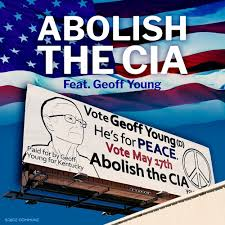 ABOLISH
THE CIA
Feat. Geoff Young
Vote Geoff Young (D)
He's for PEACE.
Vote May 17th
Abolish the CIA
Paid for by Geoff
Young for Kentucky